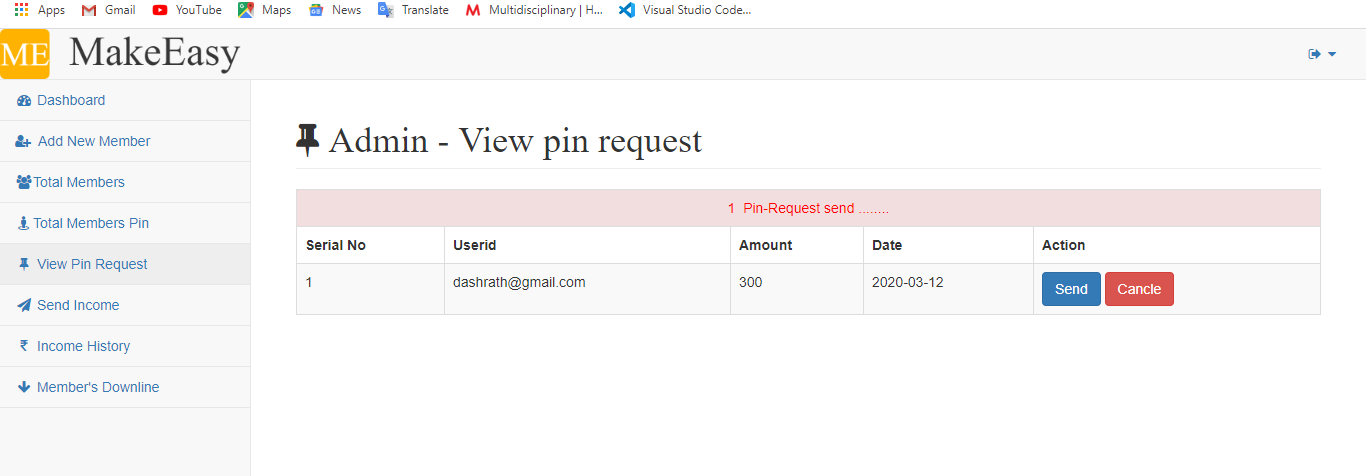 Apps Gmail YouTube Maps News Translate Multidisciplinary | H... Visual Studio Code...
ME MakeEasy
Dashboard
Add New Member
Total Members
Total Members Pin
View Pin Request
Send Income
₹ Income History
Member's Downline
Admin - View pin request
1 Pin-Request send ........
Serial No Userid Amount Date Action
1 dashrath@gmail.com 300 2020-03-12 Send Cancle